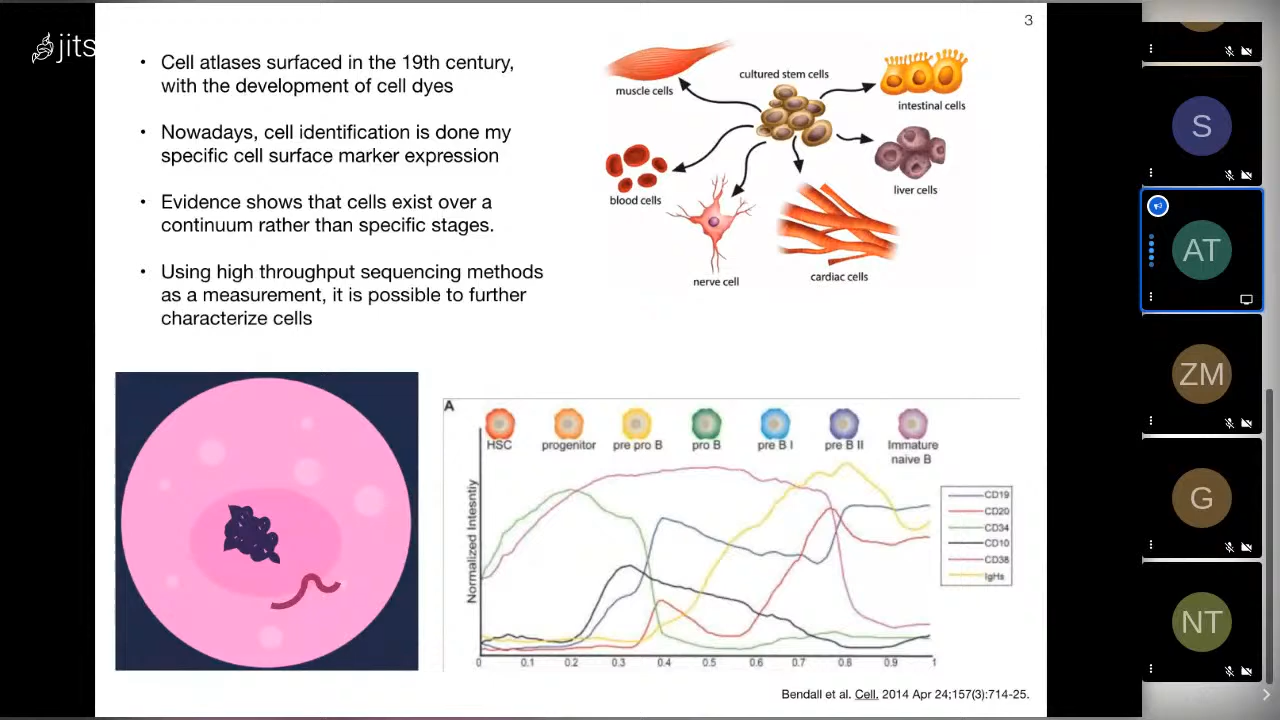 3
jits
• Cell atlases surfaced in the 19th century,
with the development of cell dyes
• Nowadays, cell identification is done my
specific cell surface marker expression
• Evidence shows that cells exist over a
continuum rather than specific stages.
• Using high throughput sequencing methods
as a measurement, it is possible to further
characterize cells
cultured stem cells
muscle cells
intestinal cells
blood cells
liver cells
nerve cell
cardiac cells
A
HSC
progenitor
pre pro B
pro B
pre B I
pre B II
Immature
naive B
Normalized Intesntiy
CD19
CD20
CD34
CD10
CD38
IgHs
0 0.1 0.2 0.3 0.4 0.5 0.6 0.7 0.8 0.9 1
Bendall et al. Cell. 2014 Apr 24;157(3):714-25.
S
AT
ZM
G
NT